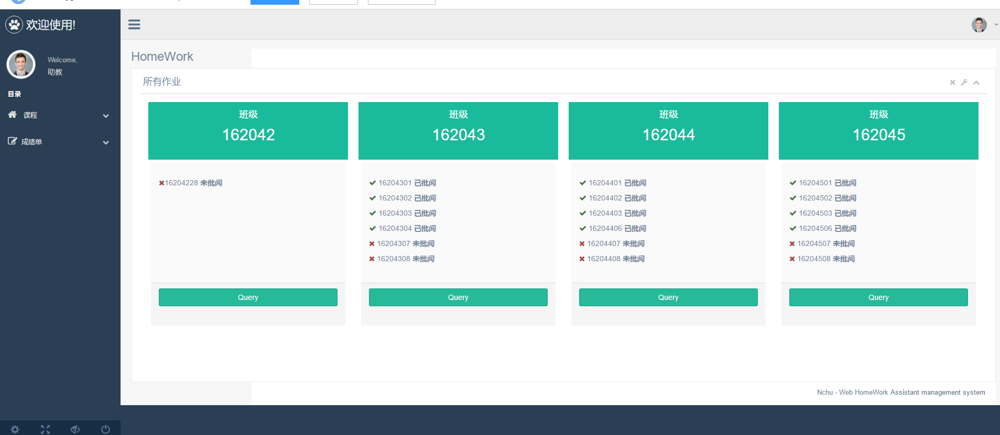 欢迎使用!
Welcome,
助教
目录
课程
成绩单
HomeWork
所有作业
班级
162042
16204228 未批阅
Query
班级
162043
16204301 已批阅
16204302 已批阅
16204303 已批阅
16204304 已批阅
16204307 未批阅
16204308 未批阅
Query
班级
162044
16204401 已批阅
16204402 已批阅
16204403 已批阅
16204406 已批阅
16204407 未批阅
16204408 未批阅
Query
班级
162045
16204501 已批阅
16204502 已批阅
16204503 已批阅
16204506 已批阅
16204507 未批阅
16204508 未批阅
Query
Nchu - Web HomeWork Assistant management system